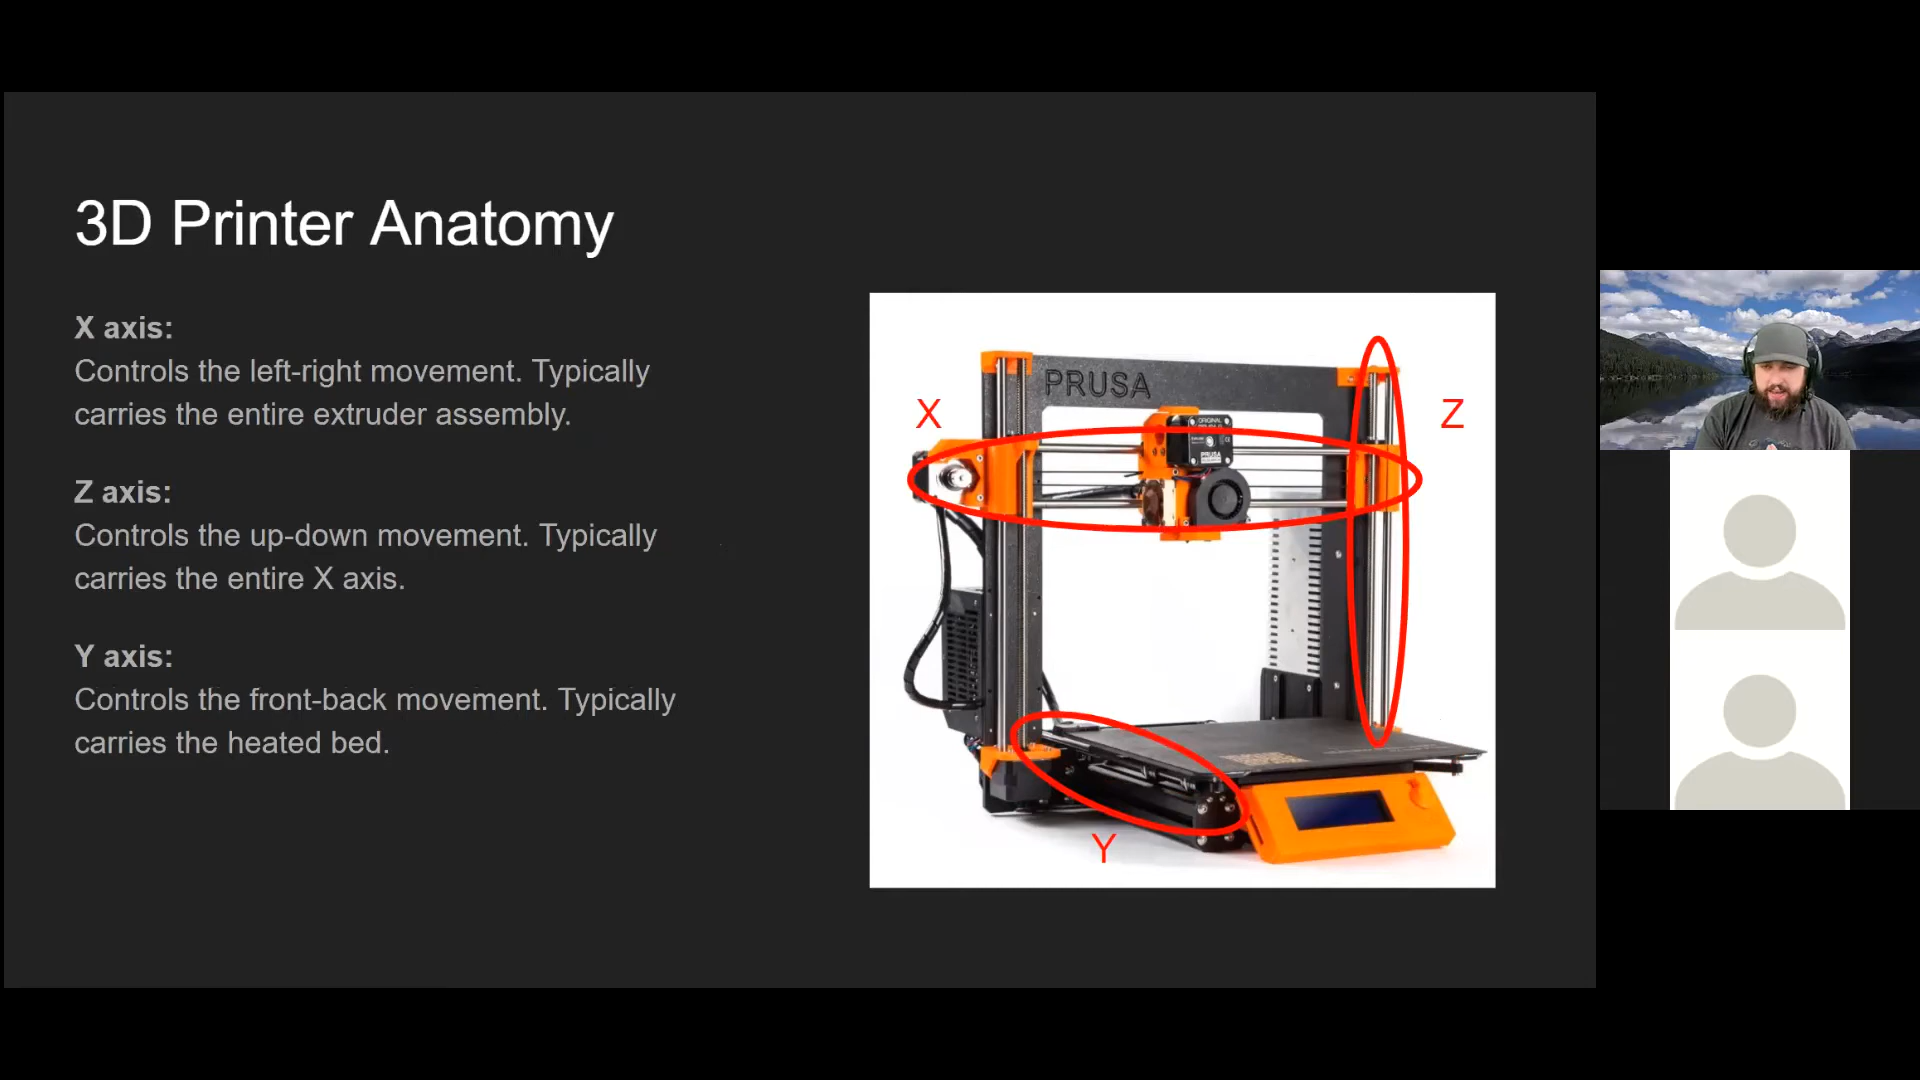 3D Printer Anatomy
X axis:
Controls the left-right movement. Typically
carries the entire extruder assembly.
Z axis:
Controls the up-down movement. Typically
carries the entire X axis.
Y axis:
Controls the front-back movement. Typically
carries the heated bed.
PRUSA
X
Z
ORIGINAL
PRUSA
Y